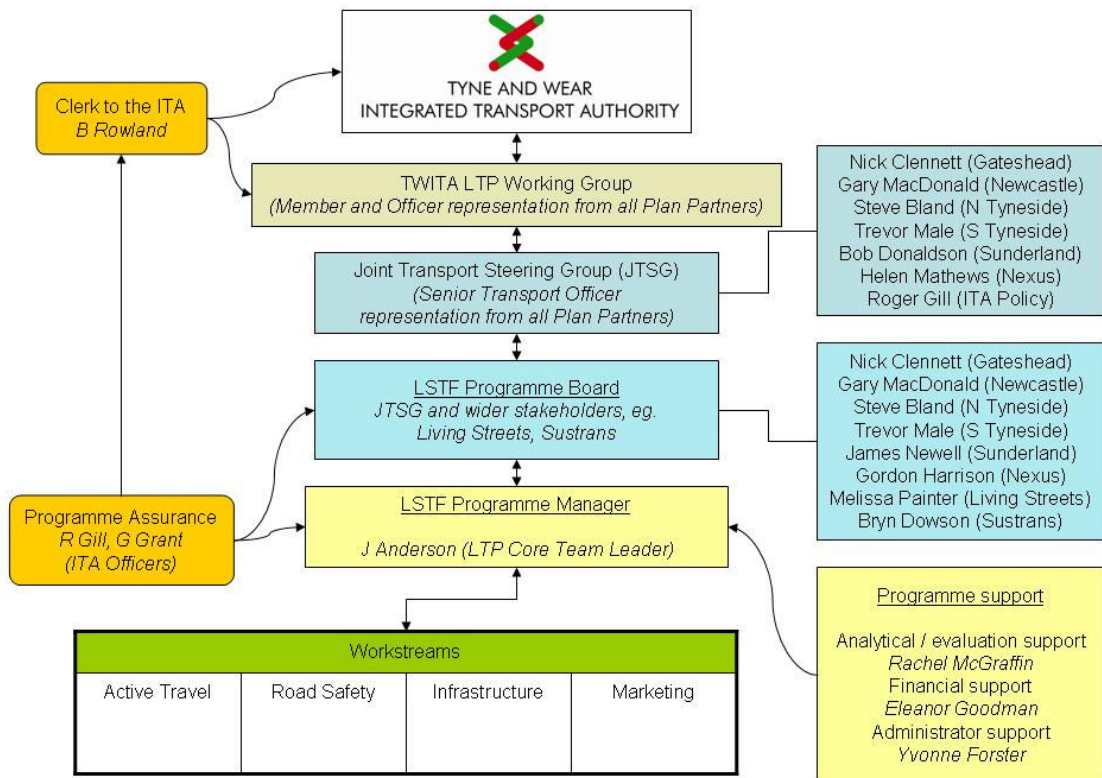 TYNE AND WEAR
INTEGRATED TRANSPORT AUTHORITY
Clerk to the ITA
B Rowland
TWITA LTP Working Group
(Member and Officer representation from all Plan Partners)
Joint Transport Steering Group (JTSG)
(Senior Transport Officer
representation from all Plan Partners)
Nick Clennett (Gateshead)
Gary MacDonald (Newcastle)
Steve Bland (N Tyneside)
Trevor Male (S Tyneside)
Bob Donaldson (Sunderland)
Helen Mathews (Nexus)
Roger Gill (ITA Policy)
LSTF Programme Board
JTSG and wider stakeholders, eg.
Living Streets, Sustrans
Nick Clennett (Gateshead)
Gary MacDonald (Newcastle)
Steve Bland (N Tyneside)
Trevor Male (S Tyneside)
James Newell (Sunderland)
Gordon Harrison (Nexus)
Melissa Painter (Living Streets)
Bryn Dowson (Sustrans)
Programme Assurance
R Gill, G Grant
(ITA Officers)
LSTF Programme Manager
J Anderson (LTP Core Team Leader)
Programme support
Analytical / evaluation support
Rachel McGraffin
Financial support
Eleanor Goodman
Administrator support
Yvonne Forster
Workstreams
Active Travel
Road Safety
Infrastructure
Marketing